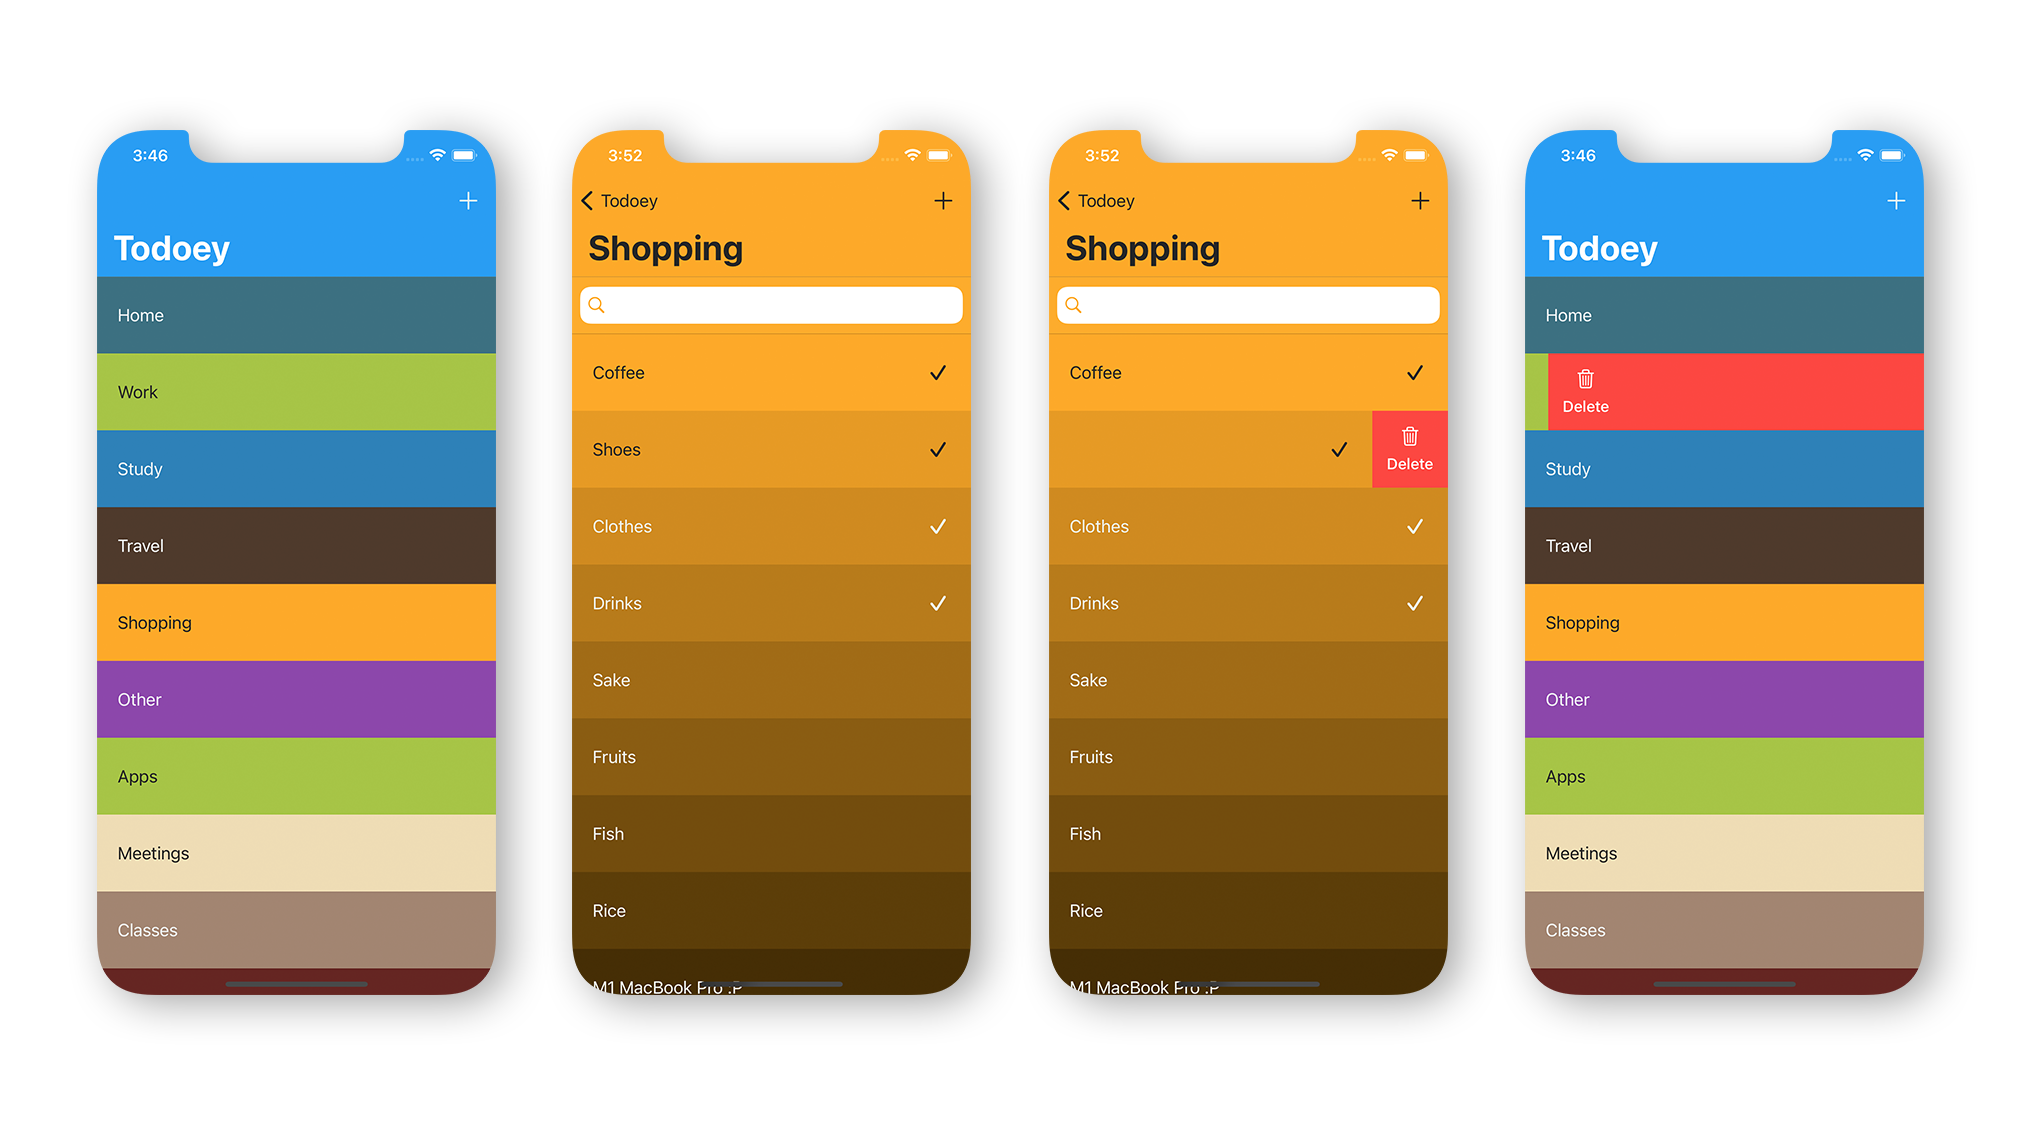 3:46
Todoey
Home
Work
Study
Travel
Shopping
Other
Apps
Meetings
Classes
3:52
Todoey
Shopping
Coffee
Shoes
Clothes
Drinks
Sake
Fruits
Fish
Rice
M1 MacBook Pro :P
3:52
Todoey
Shopping
Coffee
Delete
Clothes
Drinks
Sake
Fruits
Fish
Rice
M1 MacBook Pro :P
3:46
Todoey
Home
Delete
Study
Travel
Shopping
Other
Apps
Meetings
Classes